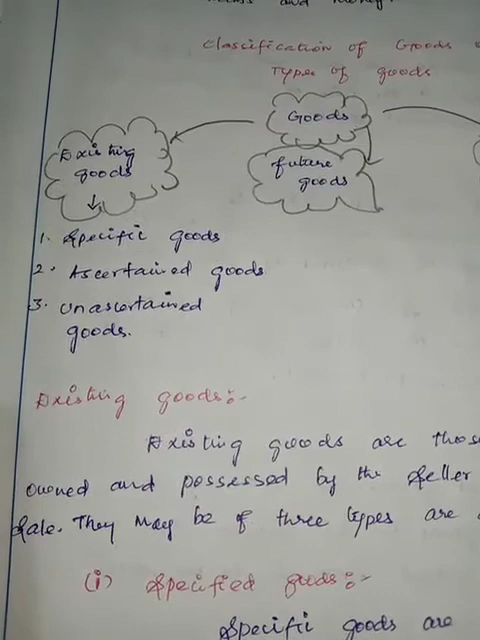 and money.
Classification of Goods
Types of goods
Goods
Existing
goods
future
goods
1. Specific goods
2. Ascertained goods
3. Unascertained
goods.
Existing goods:-
Existing goods are those
owned and possessed by the seller
sale. They may be of three types are
(i) Specified goods:-
Specific goods are